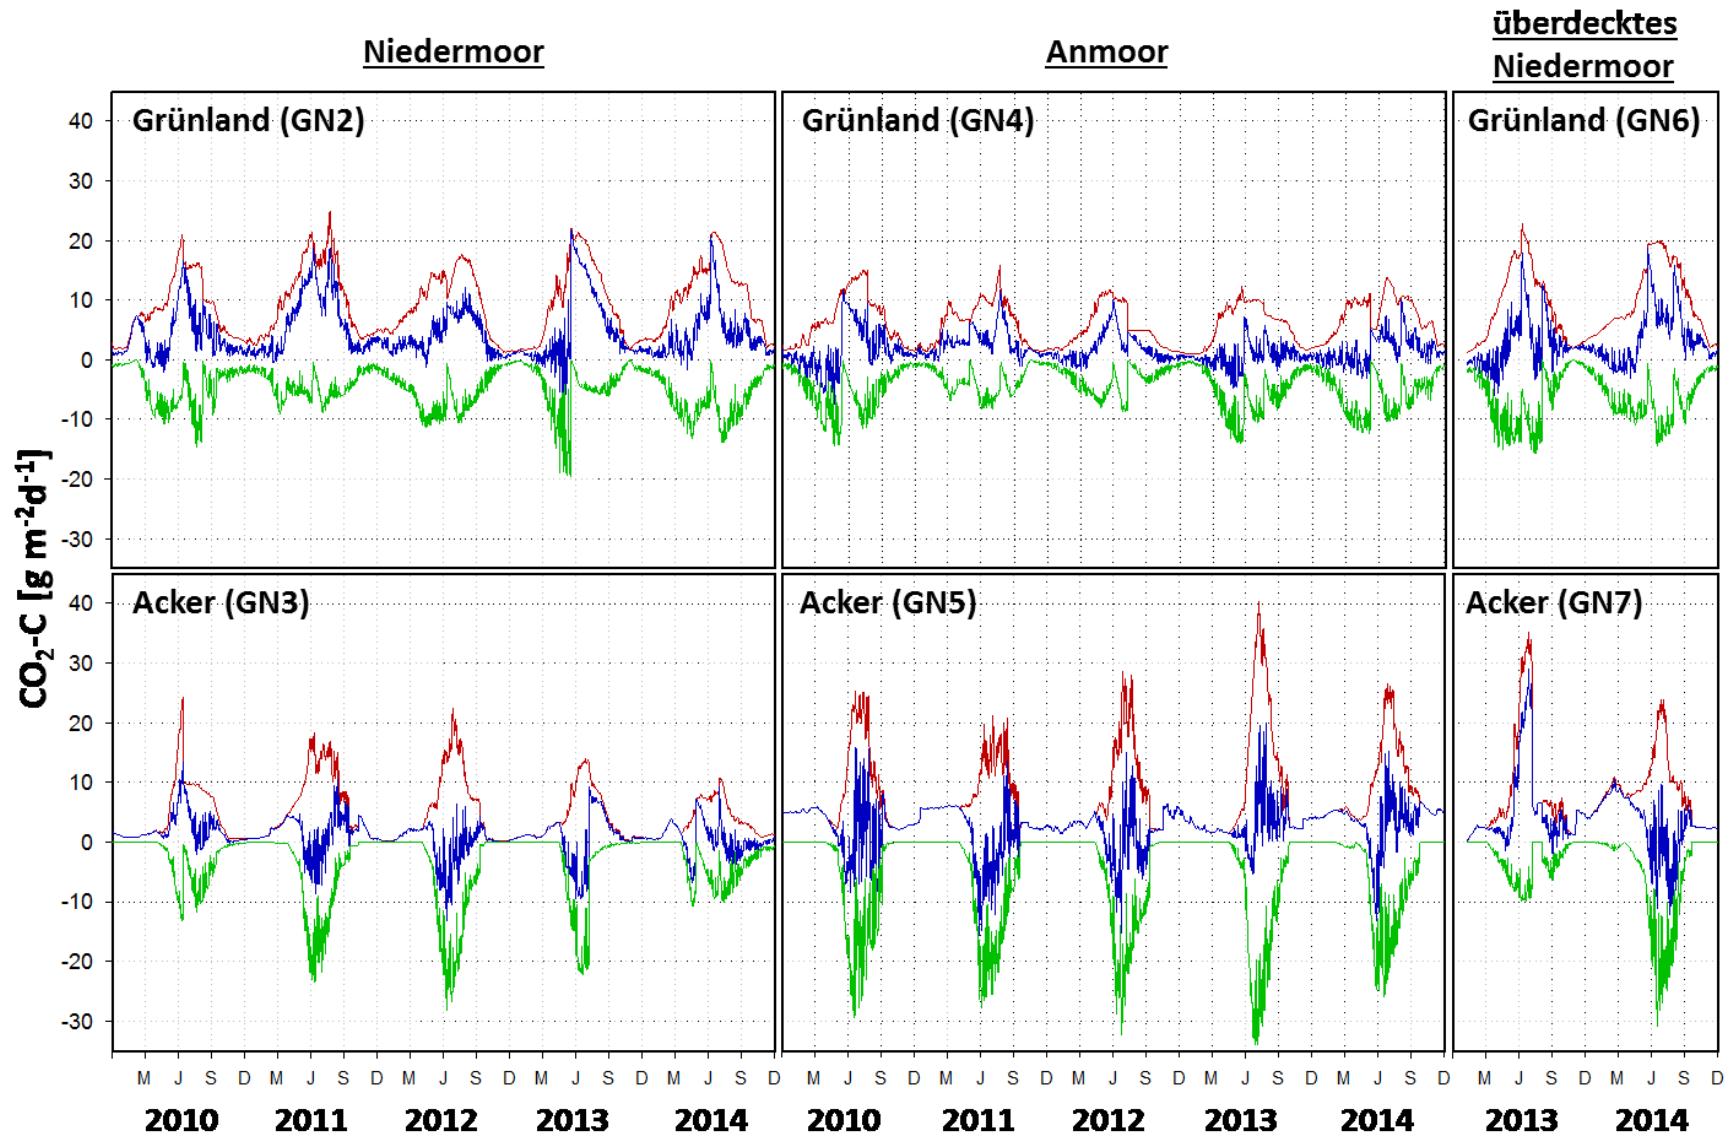 Niedermoor
Anmoor
überdecktes
Niedermoor
Grünland (GN2)
Grünland (GN4)
Grünland (GN6)
40
30
20
10
0
-10
-20
-30
CO₂-C [g m⁻²d⁻¹]
Acker (GN3)
Acker (GN5)
Acker (GN7)
40
30
20
10
0
-10
-20
-30
M J S D M J S D M J S D M J S D M J S D
M J S D M J S D M J S D M J S D M J S D
M J S D M J S D
2010 2011 2012 2013 2014
2010 2011 2012 2013 2014
2013 2014